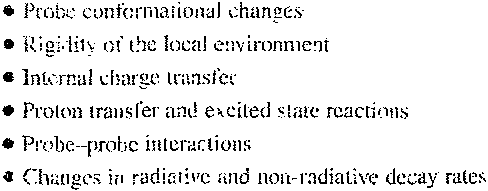 • Probe conformational changes
• Rigidity of the local environment
• Internal charge transfer
• Proton transfer and excited state reactions
• Probe–probe interactions
• Changes in radiative and non-radiative decay rates